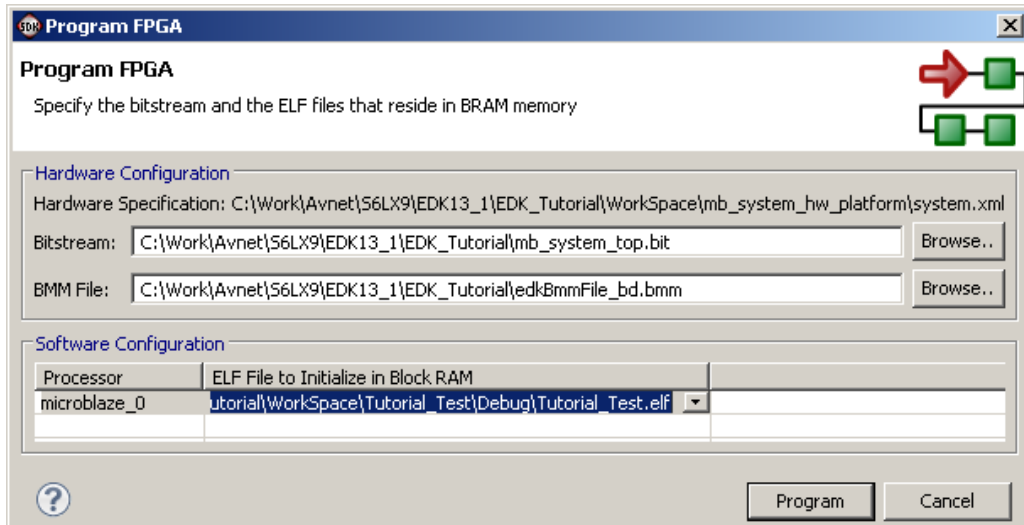 SDK Program FPGA
Program FPGA
Specify the bitstream and the ELF files that reside in BRAM memory
Hardware Configuration
Hardware Specification: C:\Work\Avnet\S6LX9\EDK13_1\EDK_Tutorial\WorkSpace\mb_system_hw_platform\system.xml
Bitstream: C:\Work\Avnet\S6LX9\EDK13_1\EDK_Tutorial\mb_system_top.bit Browse..
BMM File: C:\Work\Avnet\S6LX9\EDK13_1\EDK_Tutorial\edkBmmFile_bd.bmm Browse..
Software Configuration
Processor ELF File to Initialize in Block RAM
microblaze_0 utorial\WorkSpace\Tutorial_Test\Debug\Tutorial_Test.elf
? Program Cancel